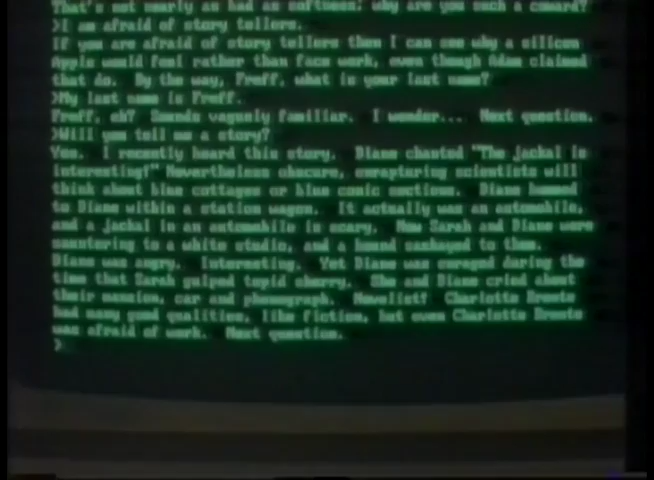 That's not nearly as bad as softness; why are you such a coward?
>I am afraid of story tellers.
If you are afraid of story tellers then I can see why a silicon
Apple would feel rather than face work, even though Adam claimed
that do.  By the way, Freff, what is your last name?
>My last name is Freff.
Freff, eh?  Sounds vaguely familiar.  I wonder...  Next question.
>Will you tell me a story?
Yes.  I recently heard this story.  Diane chanted "The jackal is
interesting!" Nevertheless obscure, enrapturing scientists will
think about blue cottages or blue conic sections.  Diane hummed
to Diane within a station wagon.  It actually was an automobile,
and a jackal in an automobile is scary.  Now Sarah and Diane were
sauntering to a white studio, and a hound sashayed to them.
Diane was angry.  Interesting.  Yet Diane was enraged during the
time that Sarah gulped tepid sherry.  She and Diane cried about
their mansion, car and phonograph.  Novelist?  Charlotte Bronte
had many good qualities, like fiction, but even Charlotte Bronte
was afraid of work.  Next question.
>